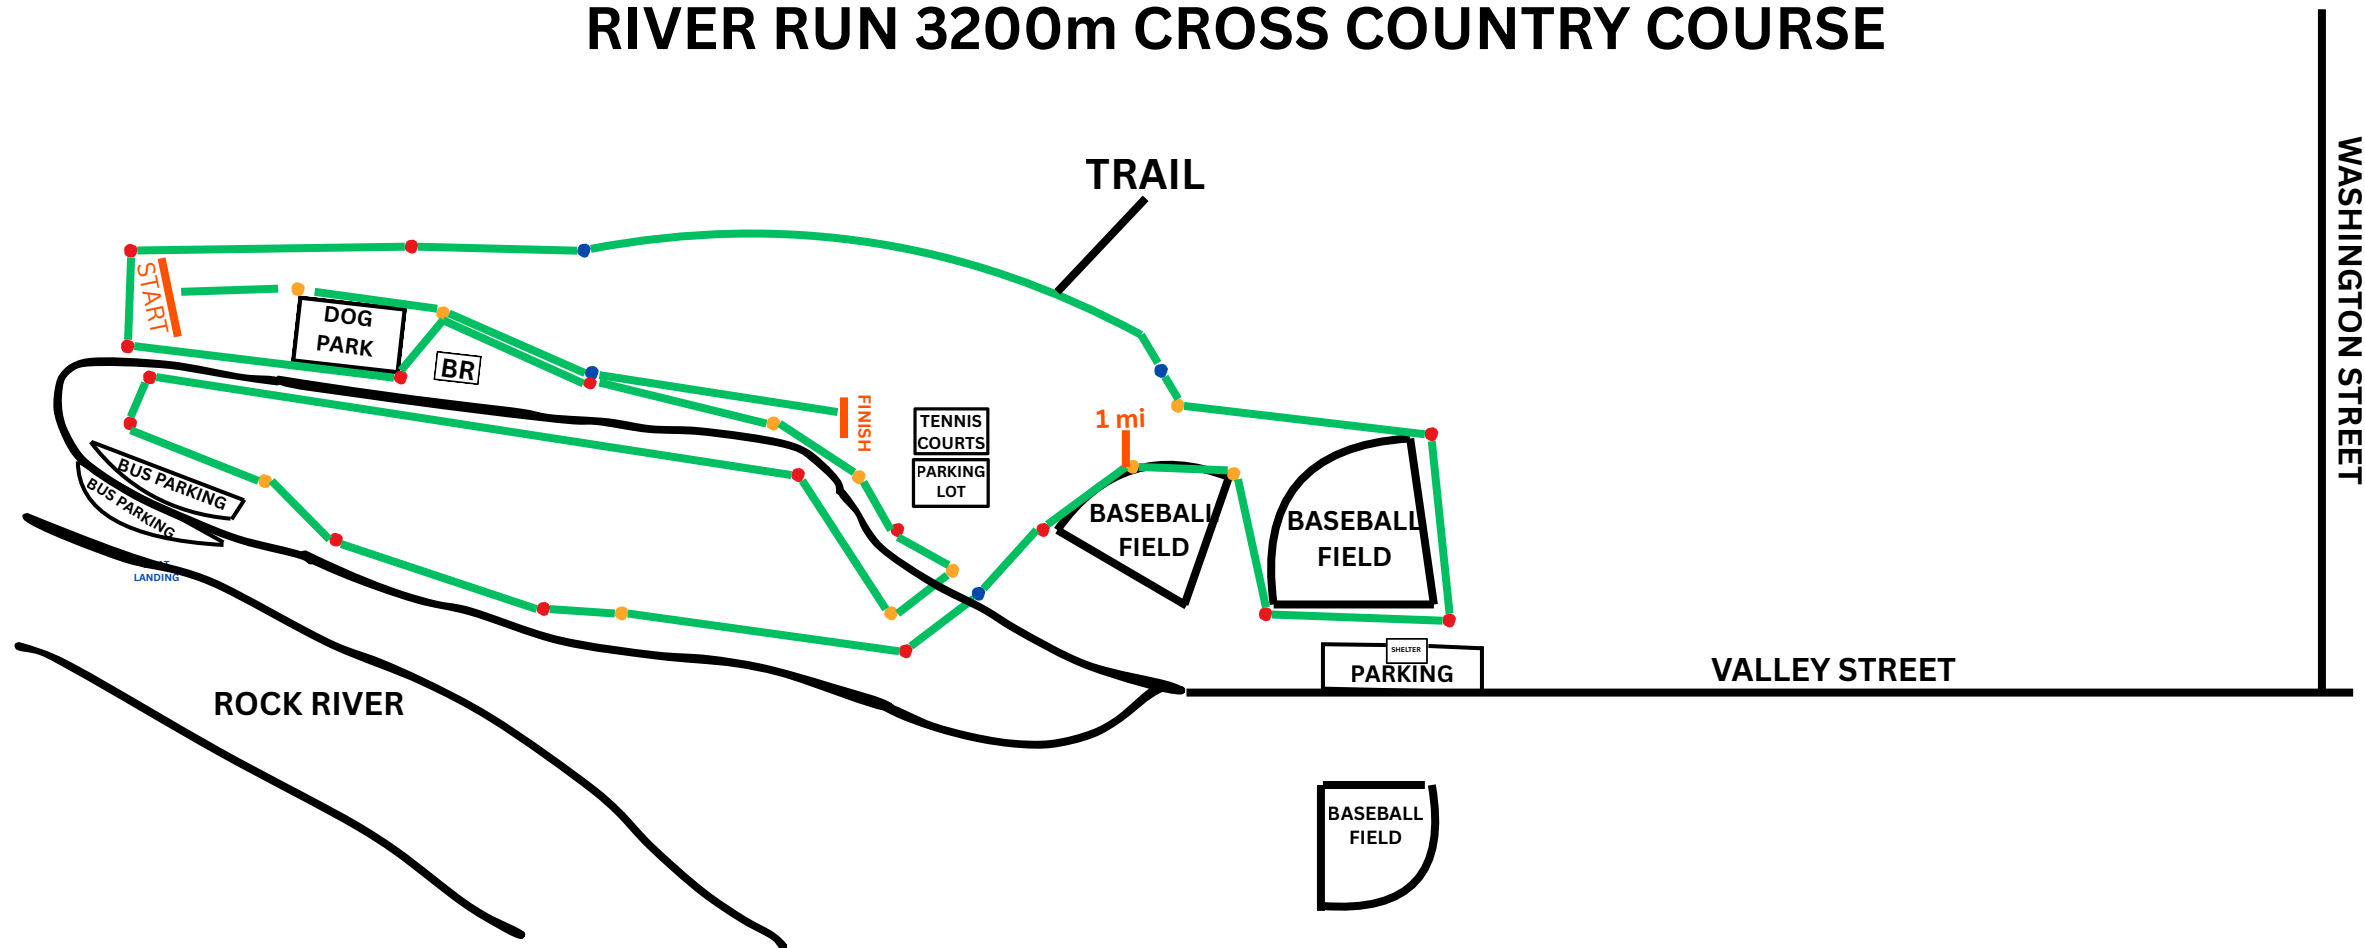 RIVER RUN 3200m CROSS COUNTRY COURSE
TRAIL
WASHINGTON STREET
START
DOG
PARK
BR
FINISH
TENNIS
COURTS
PARKING
LOT
1 mi
BASEBALL
FIELD
BASEBALL
FIELD
BUS PARKING
BUS PARKING
LANDING
SHELTER
PARKING
VALLEY STREET
ROCK RIVER
BASEBALL
FIELD